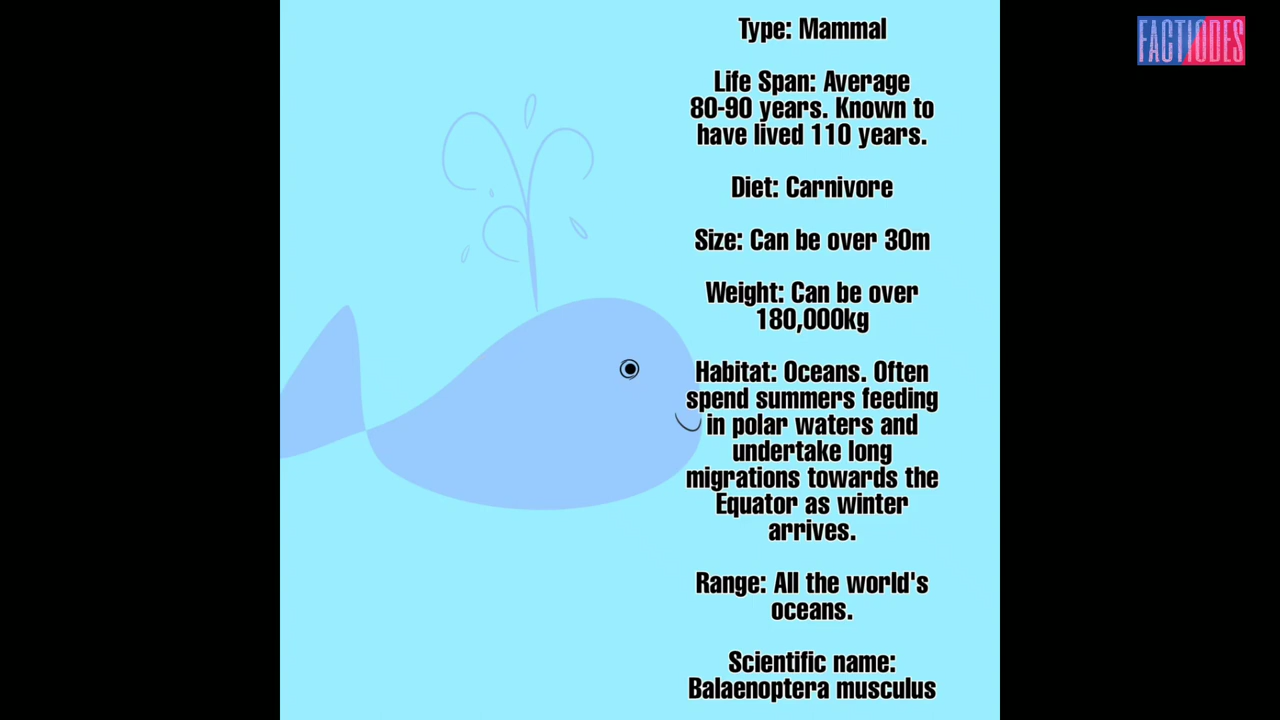 FACTIODES
Type: Mammal
Life Span: Average
80-90 years. Known to
have lived 110 years.
Diet: Carnivore
Size: Can be over 30m
Weight: Can be over
180,000kg
Habitat: Oceans. Often
spend summers feeding
in polar waters and
undertake long
migrations towards the
Equator as winter
arrives.
Range: All the world's
oceans.
Scientific name:
Balaenoptera musculus